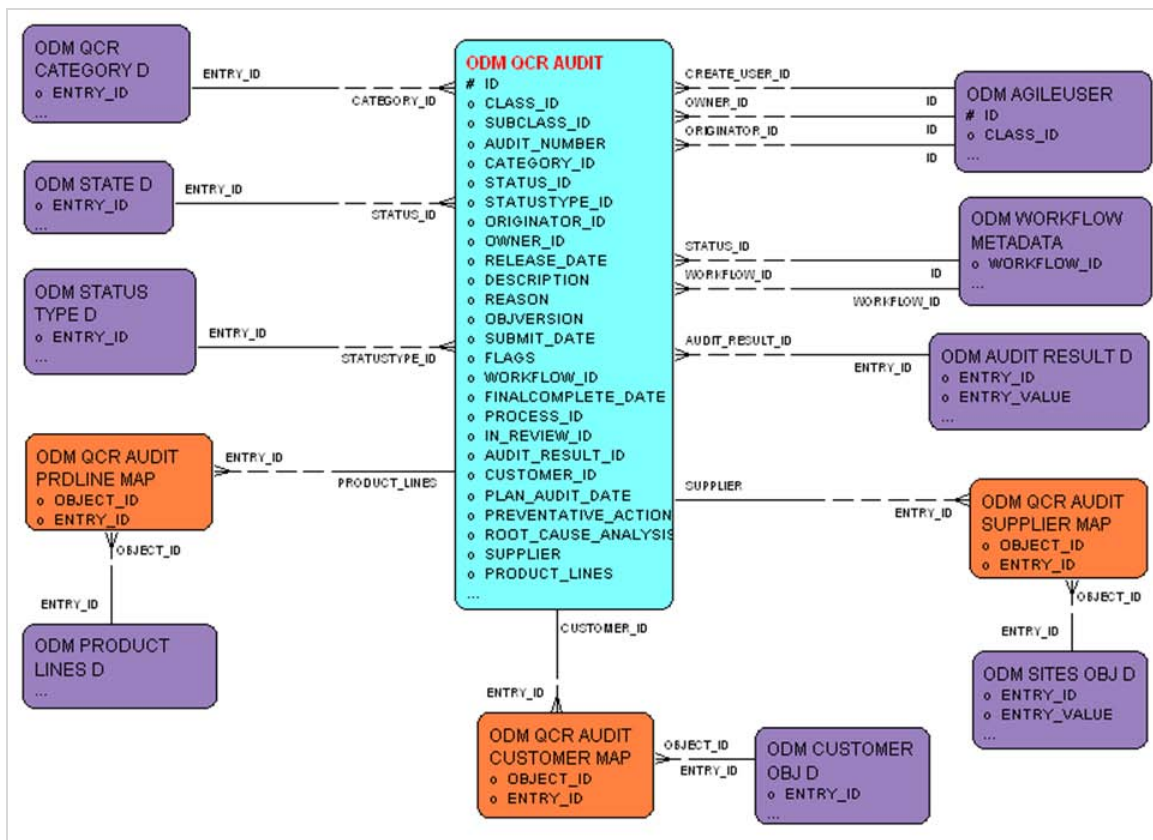 ODM QCR
CATEGORY D
o ENTRY_ID
...
ENTRY_ID
CATEGORY_ID
ODM STATE D
o ENTRY_ID
...
ENTRY_ID
STATUS_ID
ODM STATUS
TYPE D
o ENTRY_ID
...
ENTRY_ID
STATUSTYPE_ID
ODM QCR AUDIT
PRDLINE MAP
o OBJECT_ID
o ENTRY_ID
ENTRY_ID
PRODUCT_LINES
OBJECT_ID
ENTRY_ID
ODM PRODUCT
LINES D
...
ODM QCR AUDIT
# ID
o CLASS_ID
o SUBCLASS_ID
o AUDIT_NUMBER
o CATEGORY_ID
o STATUS_ID
o STATUSTYPE_ID
o ORIGINATOR_ID
o OWNER_ID
o RELEASE_DATE
o DESCRIPTION
o REASON
o OBJVERSION
o SUBMIT_DATE
o FLAGS
o WORKFLOW_ID
o FINALCOMPLETE_DATE
o PROCESS_ID
o IN_REVIEW_ID
o AUDIT_RESULT_ID
o CUSTOMER_ID
o PLAN_AUDIT_DATE
o PREVENTATIVE_ACTION
o ROOT_CAUSE_ANALYSIS
o SUPPLIER
o PRODUCT_LINES
...
CUSTOMER_ID
ENTRY_ID
ODM QCR AUDIT
CUSTOMER MAP
o OBJECT_ID
o ENTRY_ID
OBJECT_ID
ENTRY_ID
ODM CUSTOMER
OBJ D
o ENTRY_ID
...
CREATE_USER_ID
OWNER_ID
ID
ORIGINATOR_ID
ID
ID
ODM AGILEUSER
# ID
o CLASS_ID
...
STATUS_ID
ID
WORKFLOW_ID
WORKFLOW_ID
ODM WORKFLOW
METADATA
o WORKFLOW_ID
...
AUDIT_RESULT_ID
ENTRY_ID
ODM AUDIT RESULT D
o ENTRY_ID
o ENTRY_VALUE
...
SUPPLIER
ENTRY_ID
ODM QCR AUDIT
SUPPLIER MAP
o OBJECT_ID
o ENTRY_ID
OBJECT_ID
ENTRY_ID
ODM SITES OBJ D
o ENTRY_ID
o ENTRY_VALUE
...